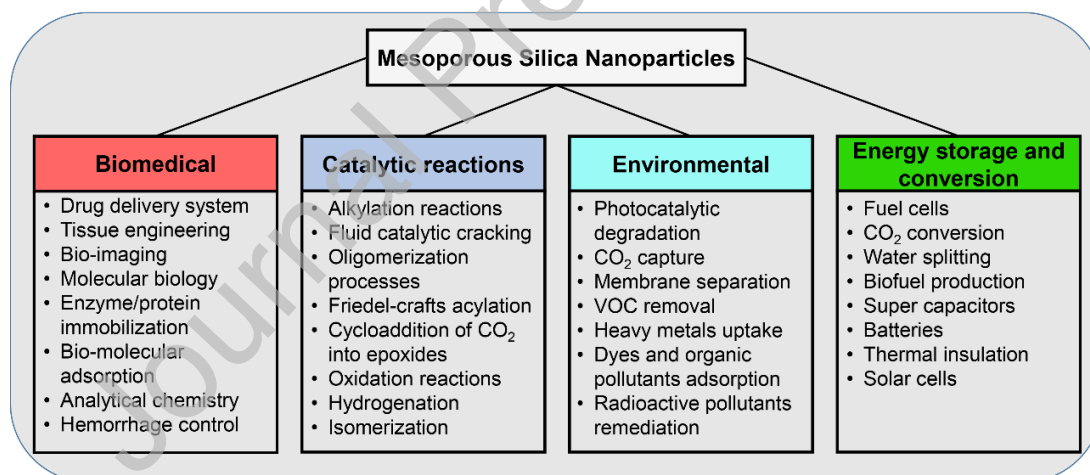 Mesoporous Silica Nanoparticles
Biomedical
• Drug delivery system
• Tissue engineering
• Bio-imaging
• Molecular biology
• Enzyme/protein
immobilization
• Bio-molecular
adsorption
• Analytical chemistry
• Hemorrhage control
Catalytic reactions
• Alkylation reactions
• Fluid catalytic cracking
• Oligomerization
processes
• Friedel-crafts acylation
• Cycloaddition of CO₂
into epoxides
• Oxidation reactions
• Hydrogenation
• Isomerization
Environmental
• Photocatalytic
degradation
• CO₂ capture
• Membrane separation
• VOC removal
• Heavy metals uptake
• Dyes and organic
pollutants adsorption
• Radioactive pollutants
remediation
Energy storage and
conversion
• Fuel cells
• CO₂ conversion
• Water splitting
• Biofuel production
• Super capacitors
• Batteries
• Thermal insulation
• Solar cells
Journal Pre